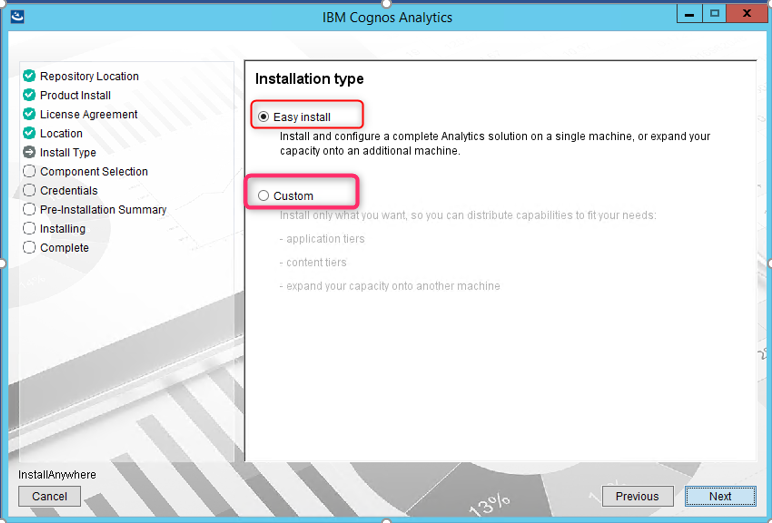 IBM Cognos Analytics
Repository Location
Product Install
License Agreement
Location
Install Type
Component Selection
Credentials
Pre-Installation Summary
Installing
Complete
Installation type
Easy install
Install and configure a complete Analytics solution on a single machine, or expand your
capacity onto an additional machine.
Custom
Install only what you want, so you can distribute capabilities to fit your needs:
- application tiers
- content tiers
- expand your capacity onto another machine
InstallAnywhere
Cancel
13%
Previous
Next